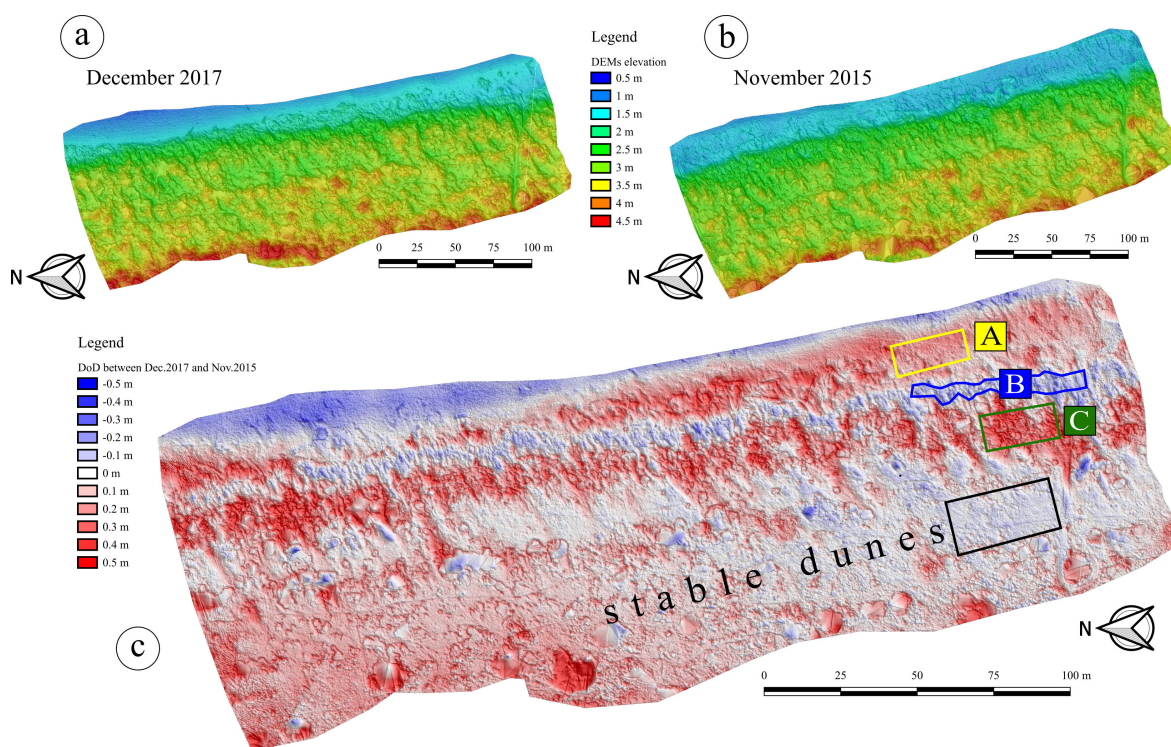 a
December 2017
Legend
DEMs elevation
0.5 m
1 m
1.5 m
2 m
2.5 m
3 m
3.5 m
4 m
4.5 m
b
November 2015
N
0 25 50 75 100 m
N
0 25 50 75 100 m
Legend
DoD between Dec.2017 and Nov.2015
-0.5 m
-0.4 m
-0.3 m
-0.2 m
-0.1 m
0 m
0.1 m
0.2 m
0.3 m
0.4 m
0.5 m
A
B
C
stable dunes
c
N
0 25 50 75 100 m